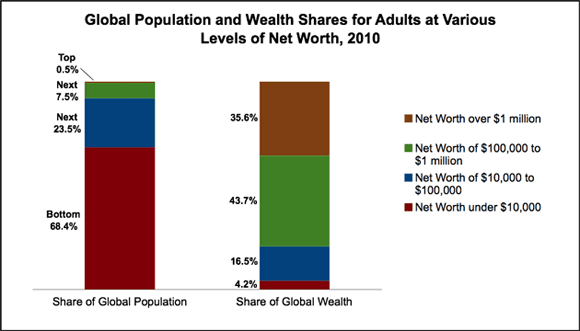 Global Population and Wealth Shares for Adults at Various
Levels of Net Worth, 2010
Top
0.5%
Next
7.5%
Next
23.5%
Bottom
68.4%
35.6%
43.7%
16.5%
4.2%
Net Worth over $1 million
Net Worth of $100,000 to
$1 million
Net Worth of $10,000 to
$100,000
Net Worth under $10,000
Share of Global Population
Share of Global Wealth